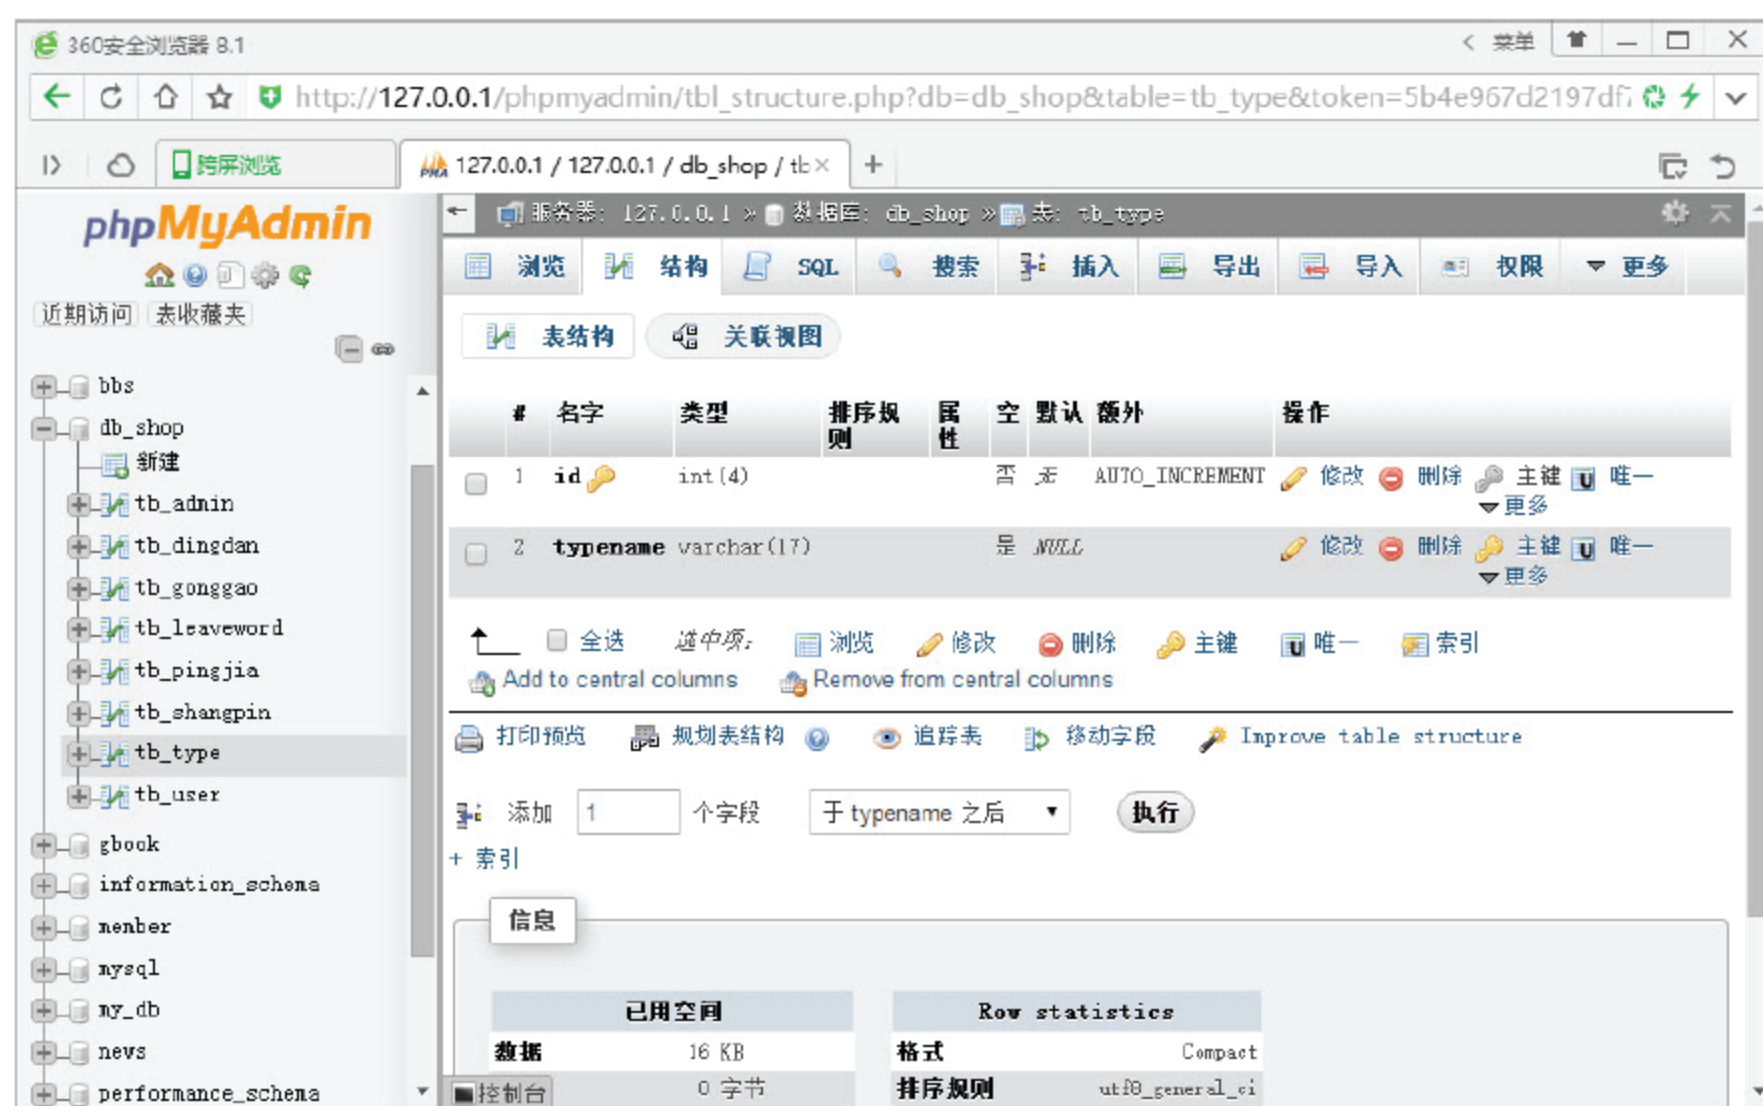 360安全浏览器 8.1 菜单
http://127.0.0.1/phpmyadmin/tbl_structure.php?db=db_shop&table=tb_type&token=5b4e967d2197df
跨屏浏览 127.0.0.1 / 127.0.0.1 / db_shop / tb
phpMyAdmin
近期访问 表收藏夹
bbs
db_shop
新建
tb_admin
tb_dingdan
tb_gonggao
tb_leaveword
tb_pingjia
tb_shangpin
tb_type
tb_user
gbook
information_schema
member
mysql
my_db
news
performance_schema
服务器: 127.0.0.1 » 数据库: db_shop » 表: tb_type
浏览 结构 SQL 搜索 插入 导出 导入 权限 更多
表结构 关联视图
# 名字 类型 排序规则 属性 空 默认 额外 操作
1 id int(4) 否 无 AUTO_INCREMENT 修改 删除 主键 唯一
更多
2 typename varchar(17) 是 NULL 修改 删除 主键 唯一
更多
全选 选中项: 浏览 修改 删除 主键 唯一 索引
Add to central columns Remove from central columns
打印预览 规划表结构 追踪表 移动字段 Improve table structure
添加 1 个字段 于 typename 之后 执行
+ 索引
信息
已用空间
数据 16 KB
0 字节
Row statistics
格式 Compact
排序规则 utf8_general_ci
控制台